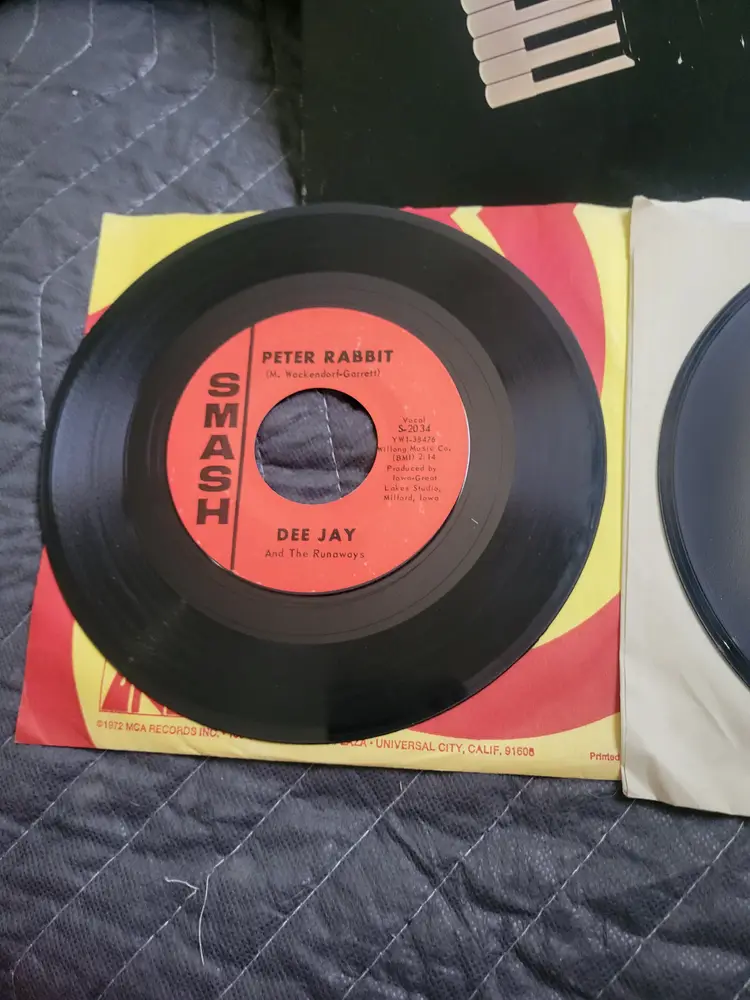 PETER RABBIT
(M. Wackendorf-Garrett)
SMASH
Vocal
S-2034
YW1-38476
Willong Music Co.
(BMI) 2:14
Produced by
Iowa-Great
Lakes Studio,
Milford, Iowa
DEE JAY
And The Runaways
©1972 MCA RECORDS INC. • PLAZA • UNIVERSAL CITY, CALIF. 91608
Printed